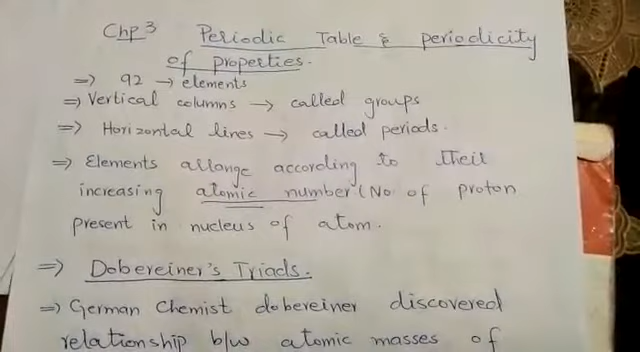 Chp 3 Periodic Table & periodicity
of properties.
=> 92 → elements
=> Vertical columns → called groups
=> Horizontal lines → called periods.
=> Elements arrange according to their
increasing atomic number (No of proton
present in nucleus of atom.
=> Dobereiner's Triads.
=> German Chemist dobereiner discovered
relationship b/w atomic masses of